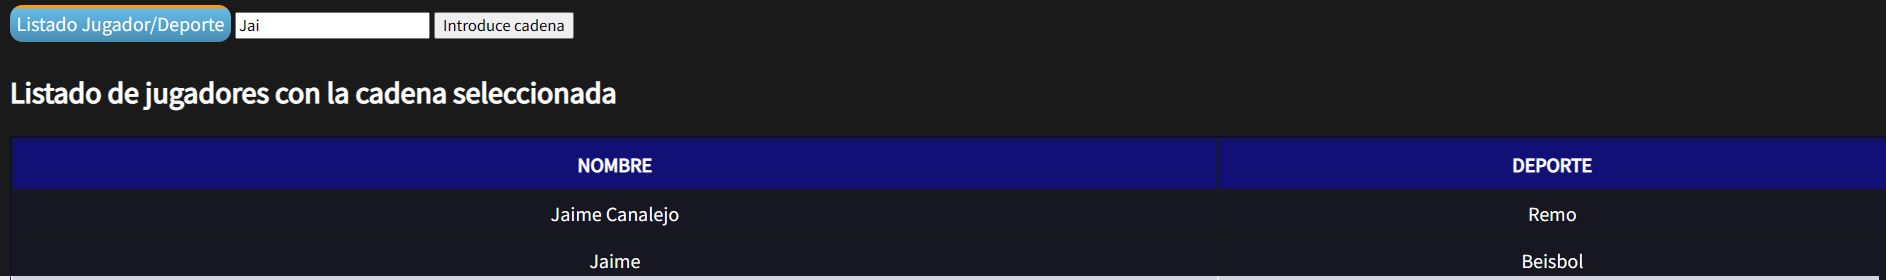 Listado Jugador/Deporte Jai Introduce cadena
Listado de jugadores con la cadena seleccionada
NOMBRE DEPORTE
Jaime Canalejo Remo
Jaime Beisbol